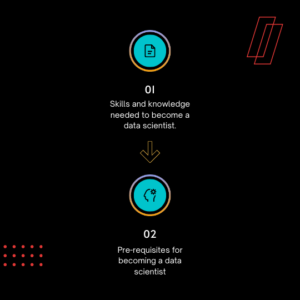 01
Skills and knowledge
needed to become a
data scientist.
02
Pre-requisites for
becoming a data
scientist